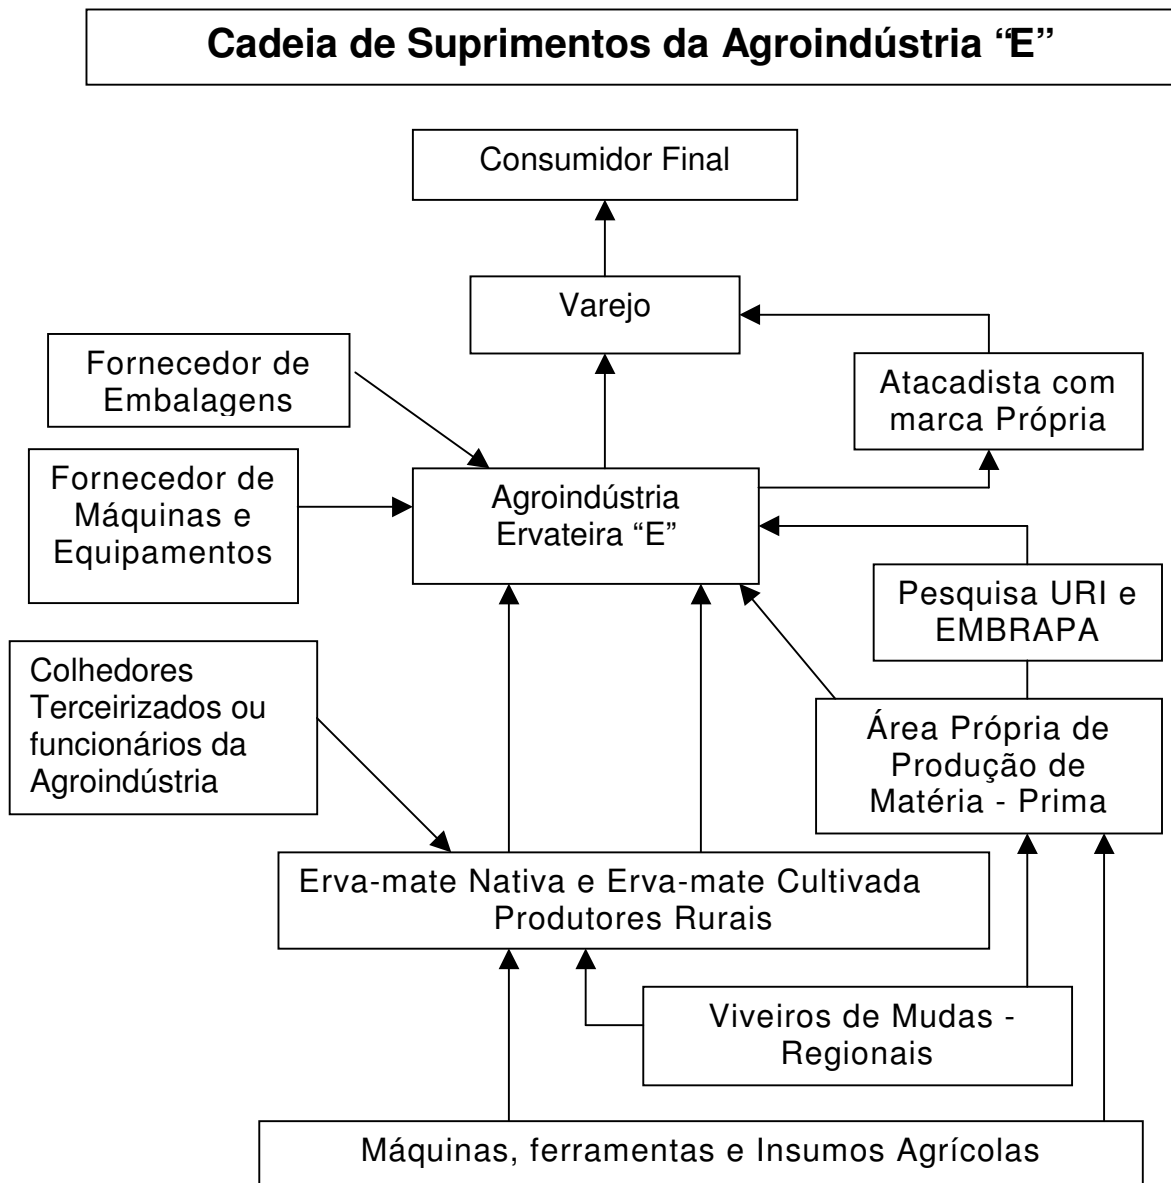 Cadeia de Suprimentos da Agroindústria “E”
Consumidor Final
Varejo
Fornecedor de
Embalagens
Atacadista com
marca Própria
Fornecedor de
Máquinas e
Equipamentos
Agroindústria
Ervateira “E”
Pesquisa URI e
EMBRAPA
Colhedores
Terceirizados ou
funcionários da
Agroindústria
Área Própria de
Produção de
Matéria - Prima
Erva-mate Nativa e Erva-mate Cultivada
Produtores Rurais
Viveiros de Mudas -
Regionais
Máquinas, ferramentas e Insumos Agrícolas